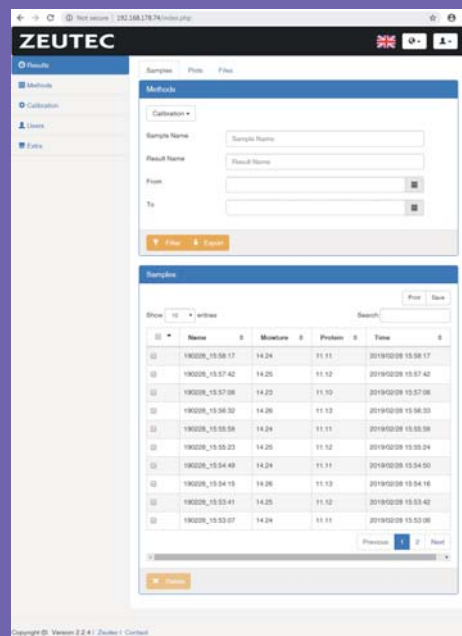 Not secure | 192.168.178.74/index.php
ZEUTEC
Results
Methods
Calibration
Users
Extra
Samples Plots Files
Methods
Calibration
Sample Name Sample Name
Result Name Result Name
From
To
Filter Export
Samples
Print Save
Show 10 entries Search:
Name Moisture Protein Time
190228_15:58:17 14.24 11.11 2019/02/28 15:58:17
190228_15:57:42 14.25 11.12 2019/02/28 15:57:42
190228_15:57:08 14.23 11.10 2019/02/28 15:57:08
190228_15:56:32 14.26 11.13 2019/02/28 15:56:33
190228_15:55:58 14.24 11.11 2019/02/28 15:55:58
190228_15:55:23 14.25 11.12 2019/02/28 15:55:24
190228_15:54:49 14.24 11.11 2019/02/28 15:54:50
190228_15:54:15 14.26 11.13 2019/02/28 15:54:16
190228_15:53:41 14.25 11.12 2019/02/28 15:53:42
190228_15:53:07 14.24 11.11 2019/02/28 15:53:08
Previous 1 2 Next
Delete
Copyright ©. Version 2.2.4 | Zeutec | Contact